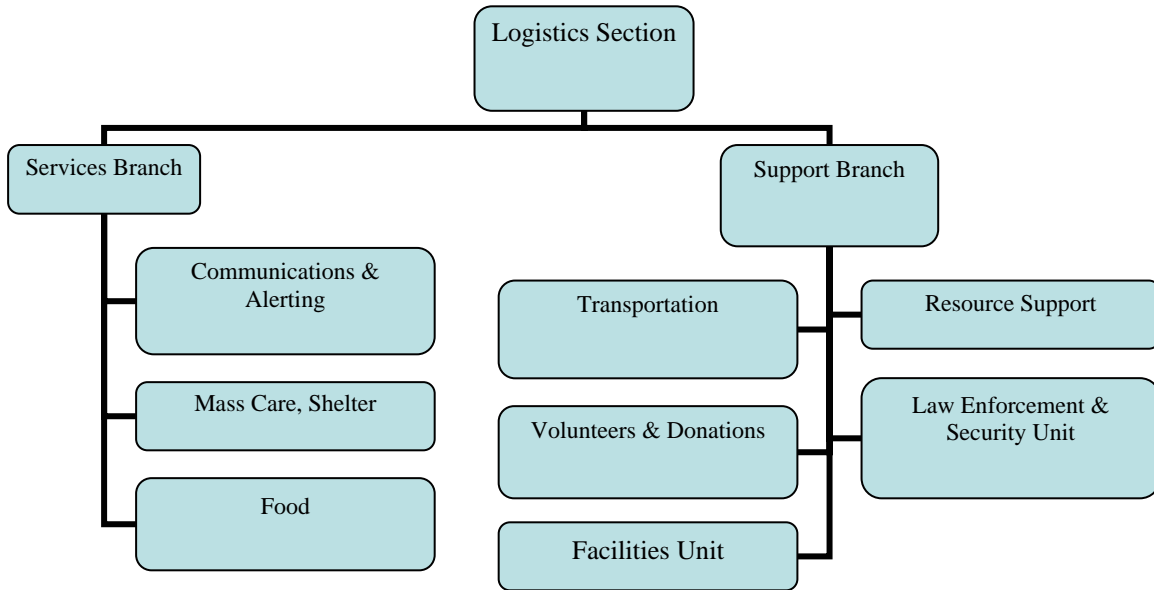 Logistics Section
Services Branch
Support Branch
Communications &
Alerting
Mass Care, Shelter
Food
Transportation
Volunteers & Donations
Facilities Unit
Resource Support
Law Enforcement &
Security Unit